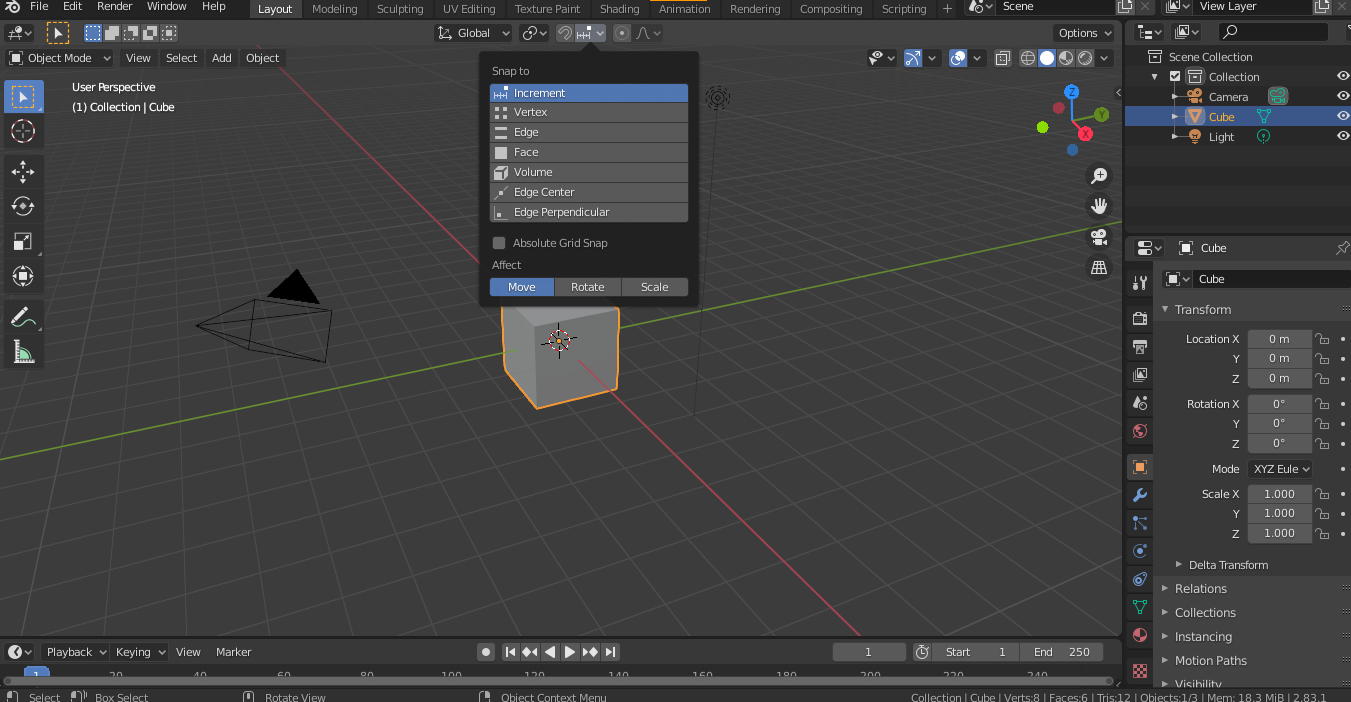 File Edit Render Window Help Layout Modeling Sculpting UV Editing Texture Paint Shading Animation Rendering Compositing Scripting + Scene View Layer
Global Options
Object Mode View Select Add Object
User Perspective
(1) Collection | Cube
Snap to
Increment
Vertex
Edge
Face
Volume
Edge Center
Edge Perpendicular
Absolute Grid Snap
Affect
Move Rotate Scale
Z
Y
X
Scene Collection
Collection
Camera
Cube
Light
Cube
Cube
Transform
Location X 0 m
Y 0 m
Z 0 m
Rotation X 0°
Y 0°
Z 0°
Mode XYZ Eule
Scale X 1.000
Y 1.000
Z 1.000
Delta Transform
Relations
Collections
Instancing
Motion Paths
Visibility
Playback Keying View Marker 1 Start 1 End 250
1 20 40 60 80 100 120 140 160 180 200 220 240
Select Box Select Rotate View Object Context Menu Collection | Cube | Verts:8 | Faces:6 | Tris:12 | Objects:1/3 | Mem: 18.3 MiB | 2.83.1